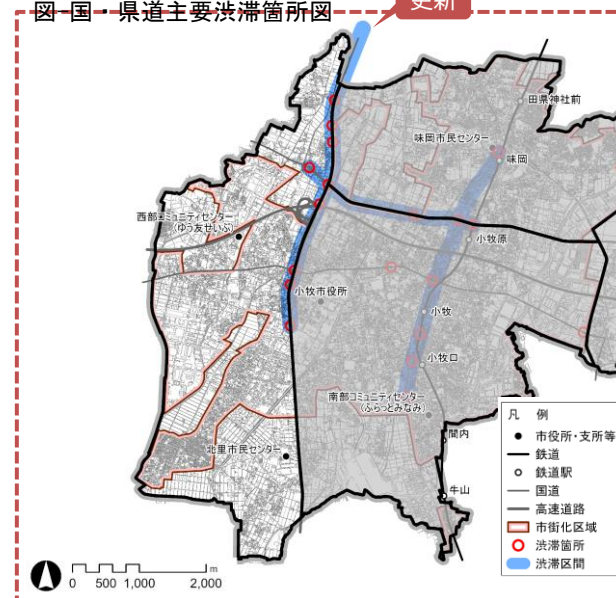 図-国・県道主要渋滞箇所図
更新
田県神社前
味岡市民センター
味岡
西部コミュニティセンター
(ゆう友せいぶ)
小牧原
小牧市役所
小牧
小牧口
南部コミュニティセンター
(ふらっとみなみ)
間内
北里市民センター
牛山
凡 例
市役所・支所等
鉄道
鉄道駅
国道
高速道路
市街化区域
渋滞箇所
渋滞区間
m
0 500 1,000 2,000